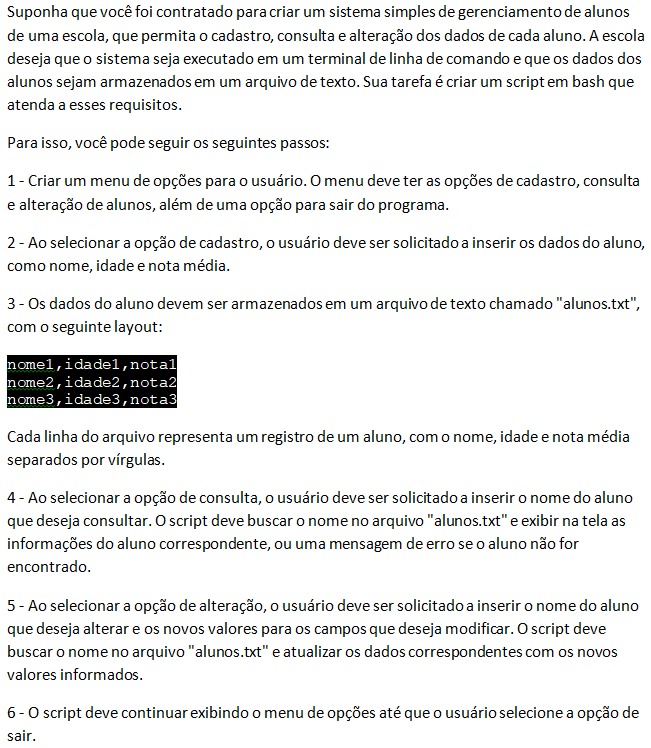 Suponha que você foi contratado para criar um sistema simples de gerenciamento de alunos
de uma escola, que permita o cadastro, consulta e alteração dos dados de cada aluno. A escola
deseja que o sistema seja executado em um terminal de linha de comando e que os dados dos
alunos sejam armazenados em um arquivo de texto. Sua tarefa é criar um script em bash que
atenda a esses requisitos.
Para isso, você pode seguir os seguintes passos:
1 - Criar um menu de opções para o usuário. O menu deve ter as opções de cadastro, consulta
e alteração de alunos, além de uma opção para sair do programa.
2 - Ao selecionar a opção de cadastro, o usuário deve ser solicitado a inserir os dados do aluno,
como nome, idade e nota média.
3 - Os dados do aluno devem ser armazenados em um arquivo de texto chamado "alunos.txt",
com o seguinte layout:
nome1,idade1,nota1
nome2,idade2,nota2
nome3,idade3,nota3
Cada linha do arquivo representa um registro de um aluno, com o nome, idade e nota média
separados por vírgulas.
4 - Ao selecionar a opção de consulta, o usuário deve ser solicitado a inserir o nome do aluno
que deseja consultar. O script deve buscar o nome no arquivo "alunos.txt" e exibir na tela as
informações do aluno correspondente, ou uma mensagem de erro se o aluno não for
encontrado.
5 - Ao selecionar a opção de alteração, o usuário deve ser solicitado a inserir o nome do aluno
que deseja alterar e os novos valores para os campos que deseja modificar. O script deve
buscar o nome no arquivo "alunos.txt" e atualizar os dados correspondentes com os novos
valores informados.
6 - O script deve continuar exibindo o menu de opções até que o usuário selecione a opção de
sair.